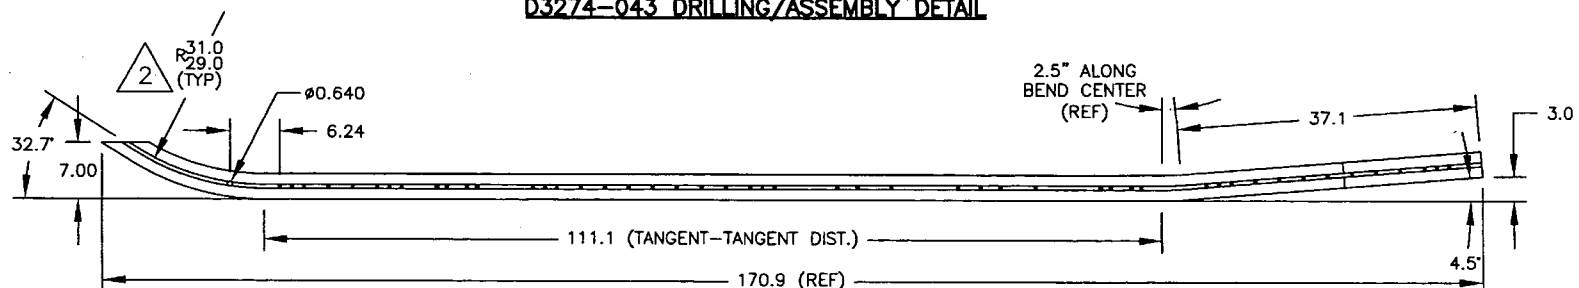 D3274-043 DRILLING/ASSEMBLY DETAIL
2
R31.0
29.0
(TYP)
ø0.640
6.24
32.7°
7.00
2.5" ALONG
BEND CENTER
(REF)
37.1
3.0
111.1 (TANGENT-TANGENT DIST.)
4.5°
170.9 (REF)